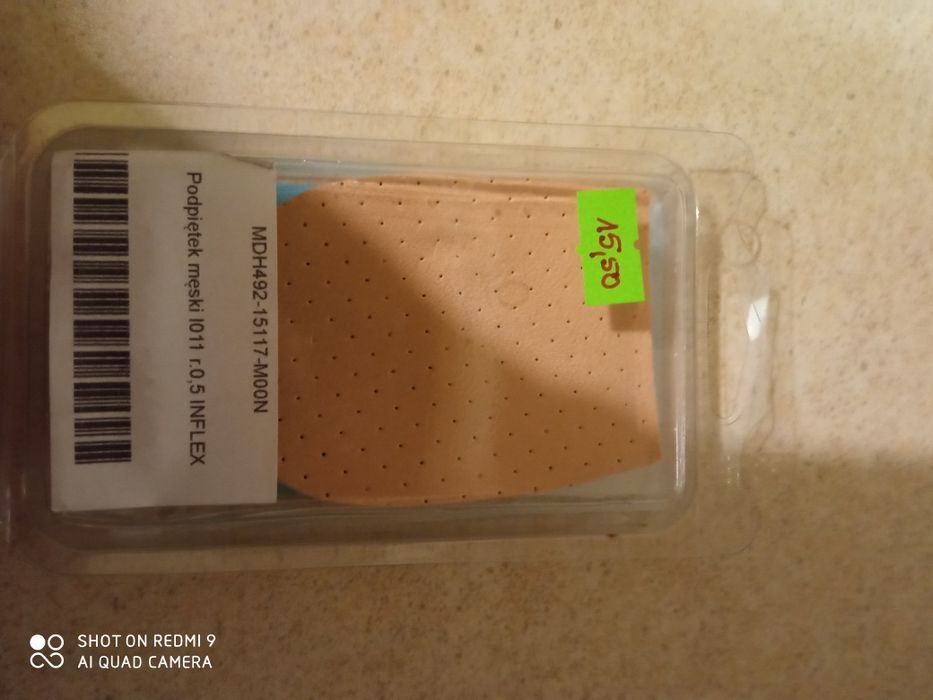 MDH492-15117-M00N
Podpiętek męski I011 r.0,5 INFLEX
15,50
SHOT ON REDMI 9
AI QUAD CAMERA